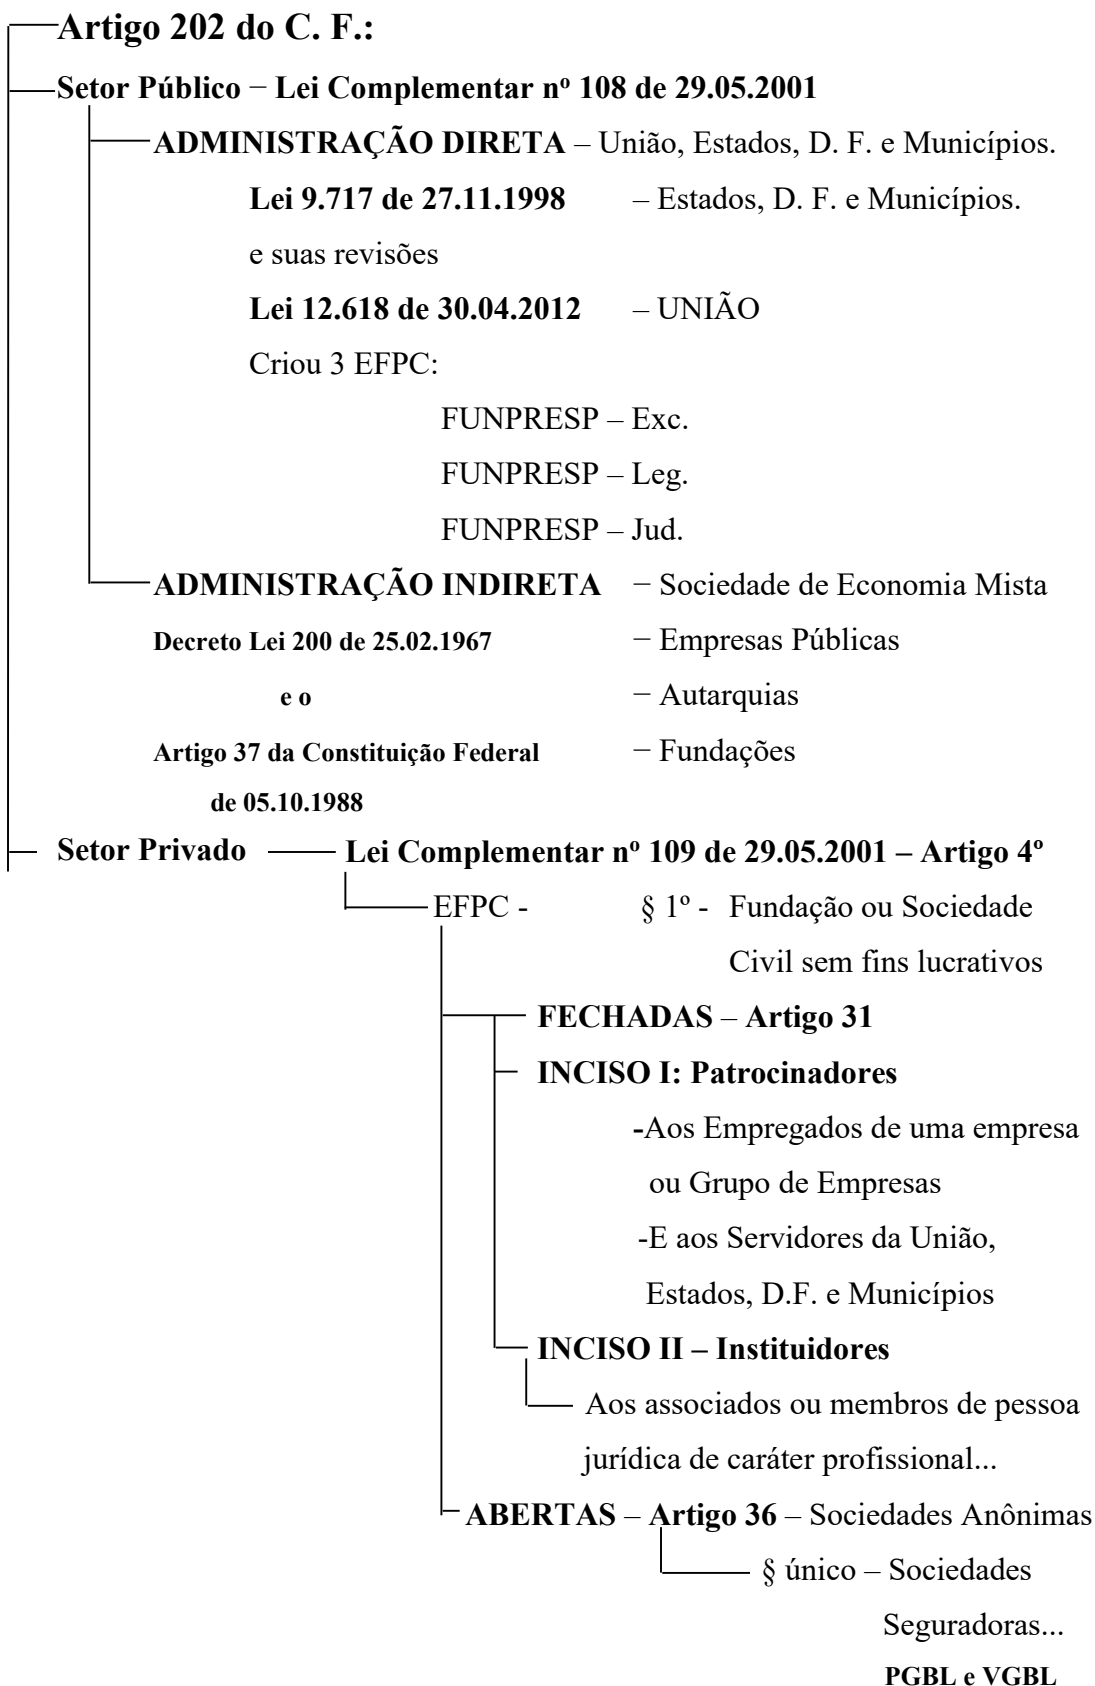 Artigo 202 do C. F.:
Setor Público − Lei Complementar nº 108 de 29.05.2001
ADMINISTRAÇÃO DIRETA – União, Estados, D. F. e Municípios.
Lei 9.717 de 27.11.1998 – Estados, D. F. e Municípios.
e suas revisões
Lei 12.618 de 30.04.2012 – UNIÃO
Criou 3 EFPC:
FUNPRESP – Exc.
FUNPRESP – Leg.
FUNPRESP – Jud.
ADMINISTRAÇÃO INDIRETA − Sociedade de Economia Mista
Decreto Lei 200 de 25.02.1967 − Empresas Públicas
e o − Autarquias
Artigo 37 da Constituição Federal − Fundações
de 05.10.1988
Setor Privado Lei Complementar nº 109 de 29.05.2001 – Artigo 4º
EFPC - § 1º - Fundação ou Sociedade
Civil sem fins lucrativos
FECHADAS – Artigo 31
INCISO I: Patrocinadores
-Aos Empregados de uma empresa
ou Grupo de Empresas
-E aos Servidores da União,
Estados, D.F. e Municípios
INCISO II – Instituidores
Aos associados ou membros de pessoa
jurídica de caráter profissional...
ABERTAS – Artigo 36 – Sociedades Anônimas
§ único – Sociedades
Seguradoras...
PGBL e VGBL